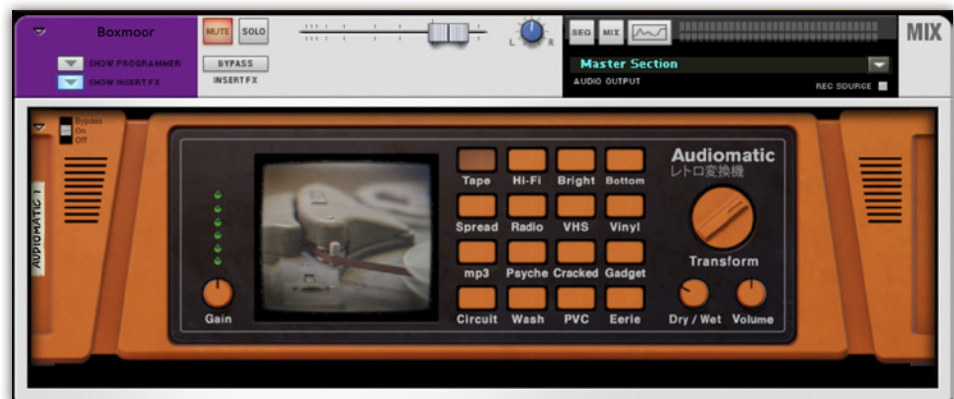 Boxmoor
MUTE
SOLO
L
R
SEQ
MIX
MIX
SHOW PROGRAMMER
BYPASS
Master Section
SHOW INSERT FX
INSERT FX
AUDIO OUTPUT
REC SOURCE
Bypass
On
Off
AUDIOMATIC 1
Audiomatic
レトロ変換機
Tape Hi-Fi Bright Bottom
Spread Radio VHS Vinyl
mp3 Psyche Cracked Gadget
Circuit Wash PVC Eerie
Transform
Gain
Dry / Wet Volume